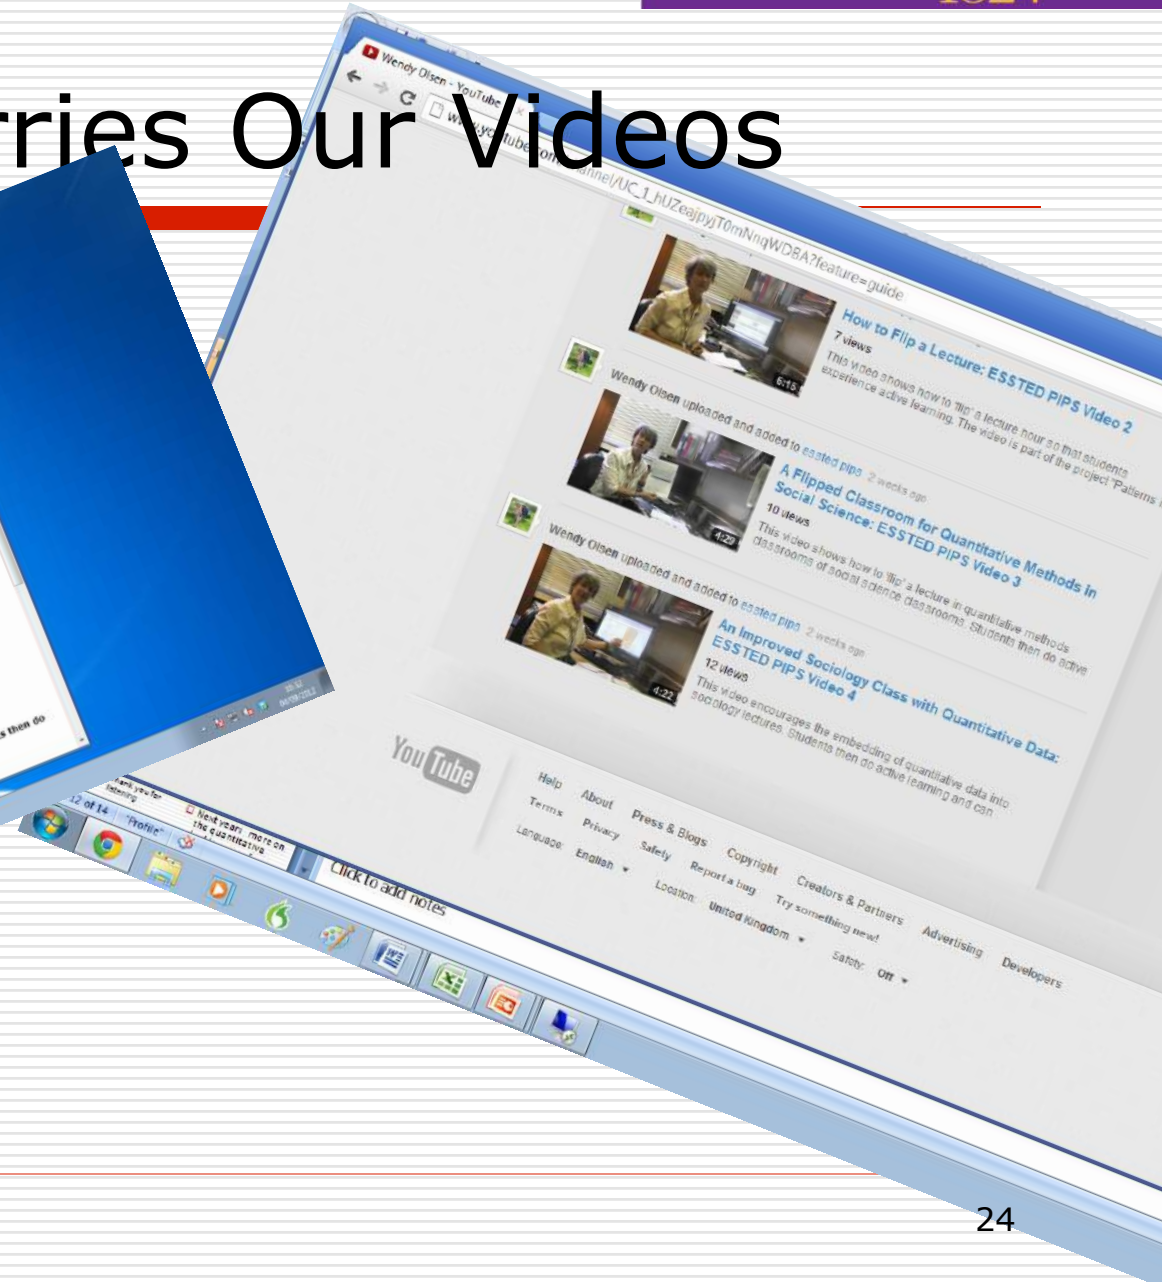 1824
rries Our Videos
Wendy Olsen - YouTube
www.youtube.com/channel/UC_1_hUZeajpyjT0mNnqWDBA?feature=guide
How to Flip a Lecture: ESSTED PIPS Video 2
7 views
This video shows how to 'flip' a lecture hour so that students
experience active learning. The video is part of the project "Patterns
6:15
Wendy Olsen uploaded and added to essted pips 2 weeks ago
A Flipped Classroom for Quantitative Methods in
Social Science: ESSTED PIPS Video 3
10 views
This video shows how to 'flip' a lecture in quantitative methods
classrooms of social science classrooms. Students then do active
4:29
Wendy Olsen uploaded and added to essted pips 2 weeks ago
An Improved Sociology Class with Quantitative Data:
ESSTED PIPS Video 4
12 views
This video encourages the embedding of quantitative data into
sociology lectures. Students then do active learning and can
4:22
s then do
YouTube
Help About Press & Blogs Copyright Creators & Partners Advertising Developers
Terms Privacy Safety Report a bug Try something new!
Language: English Location: United Kingdom Safety: Off
thank you for
listening
Next years: more on
the quantitative
12 of 14 "Profile"
Click to add notes
24